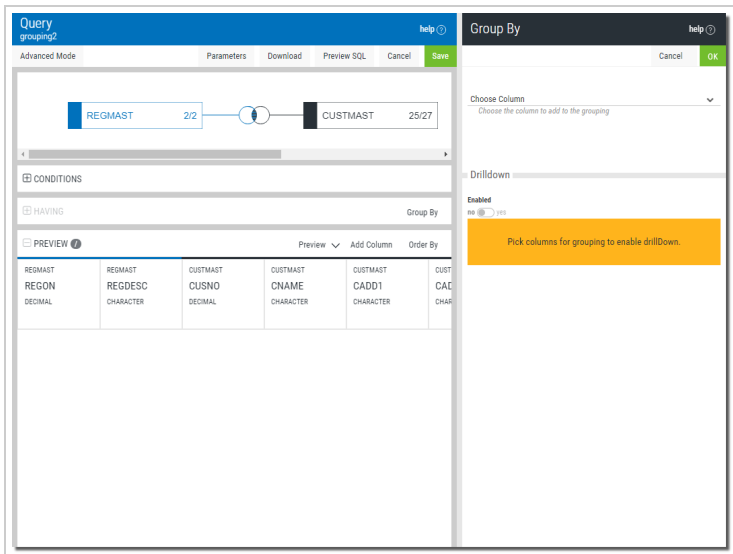 Query
grouping2
help ?
Advanced Mode
Parameters
Download
Preview SQL
Cancel
Save
REGMAST 2/2
CUSTMAST 25/27
CONDITIONS
HAVING
Group By
PREVIEW i
Preview
Add Column
Order By
REGMAST
REGON
DECIMAL
REGMAST
REGDESC
CHARACTER
CUSTMAST
CUSNO
DECIMAL
CUSTMAST
CNAME
CHARACTER
CUSTMAST
CADD1
CHARACTER
CUST
CAD
CHAR
Group By
help ?
Cancel
OK
Choose Column
Choose the column to add to the grouping
Drilldown
Enabled
no yes
Pick columns for grouping to enable drillDown.